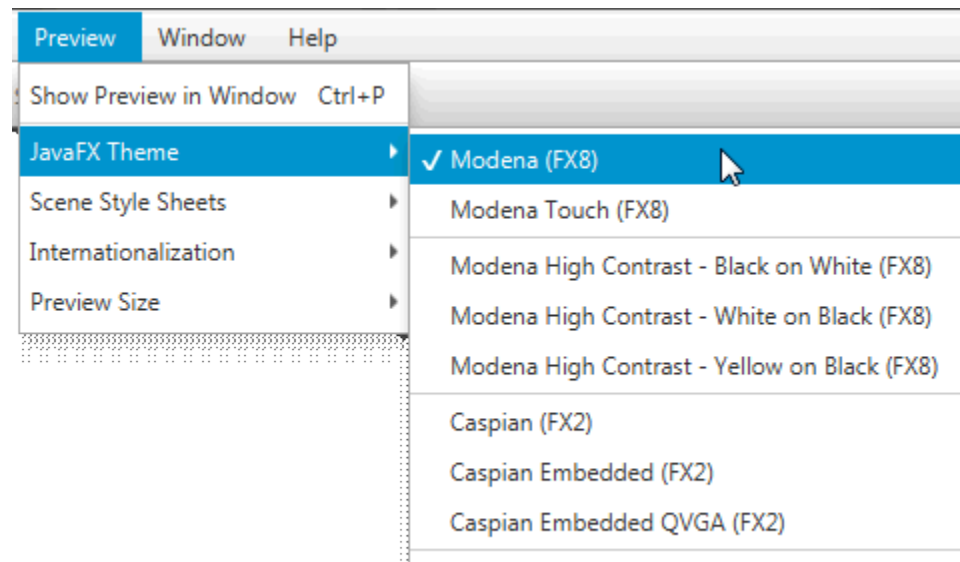 Preview Window Help
Show Preview in Window Ctrl+P
JavaFX Theme
Scene Style Sheets
Internationalization
Preview Size
Modena (FX8)
Modena Touch (FX8)
Modena High Contrast - Black on White (FX8)
Modena High Contrast - White on Black (FX8)
Modena High Contrast - Yellow on Black (FX8)
Caspian (FX2)
Caspian Embedded (FX2)
Caspian Embedded QVGA (FX2)